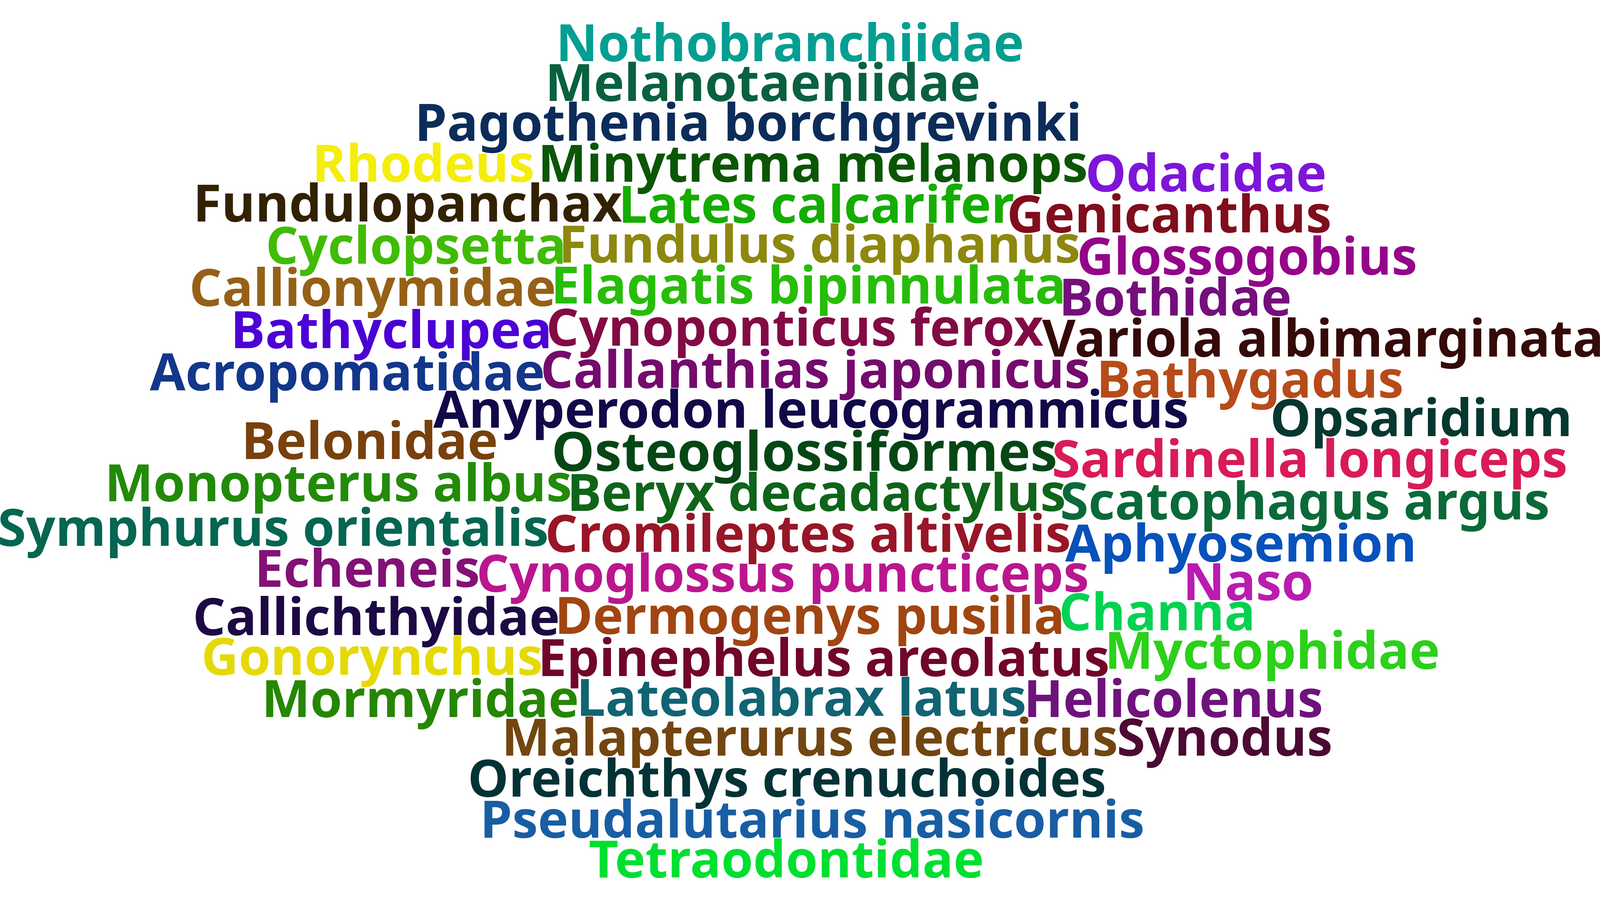 Nothobranchiidae
Melanotaeniidae
Pagothenia borchgrevinki
Rhodeus Minytrema melanops Odacidae
Fundulopanchax Lates calcarifer Genicanthus
Cyclopsetta Fundulus diaphanus Glossogobius
Callionymidae Elagatis bipinnulata Bothidae
Bathyclupea Cynoponticus ferox Variola albimarginata
Acropomatidae Callanthias japonicus Bathygadus
Anyperodon leucogrammicus Opsaridium
Belonidae Osteoglossiformes Sardinella longiceps
Monopterus albus Beryx decadactylus Scatophagus argus
Symphurus orientalis Cromileptes altivelis Aphyosemion
Echeneis Cynoglossus puncticeps Naso
Callichthyidae Dermogenys pusilla Channa
Gonorynchus Epinephelus areolatus Myctophidae
Mormyridae Lateolabrax latus Helicolenus
Malapterurus electricus Synodus
Oreichthys crenuchoides
Pseudalutarius nasicornis
Tetraodontidae